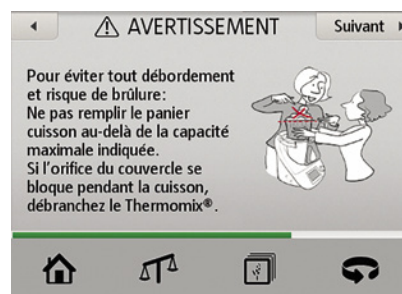 AVERTISSEMENT
Suivant
Pour éviter tout débordement
et risque de brûlure:
Ne pas remplir le panier
cuisson au-delà de la capacité
maximale indiquée.
Si l'orifice du couvercle se
bloque pendant la cuisson,
débranchez le Thermomix®.